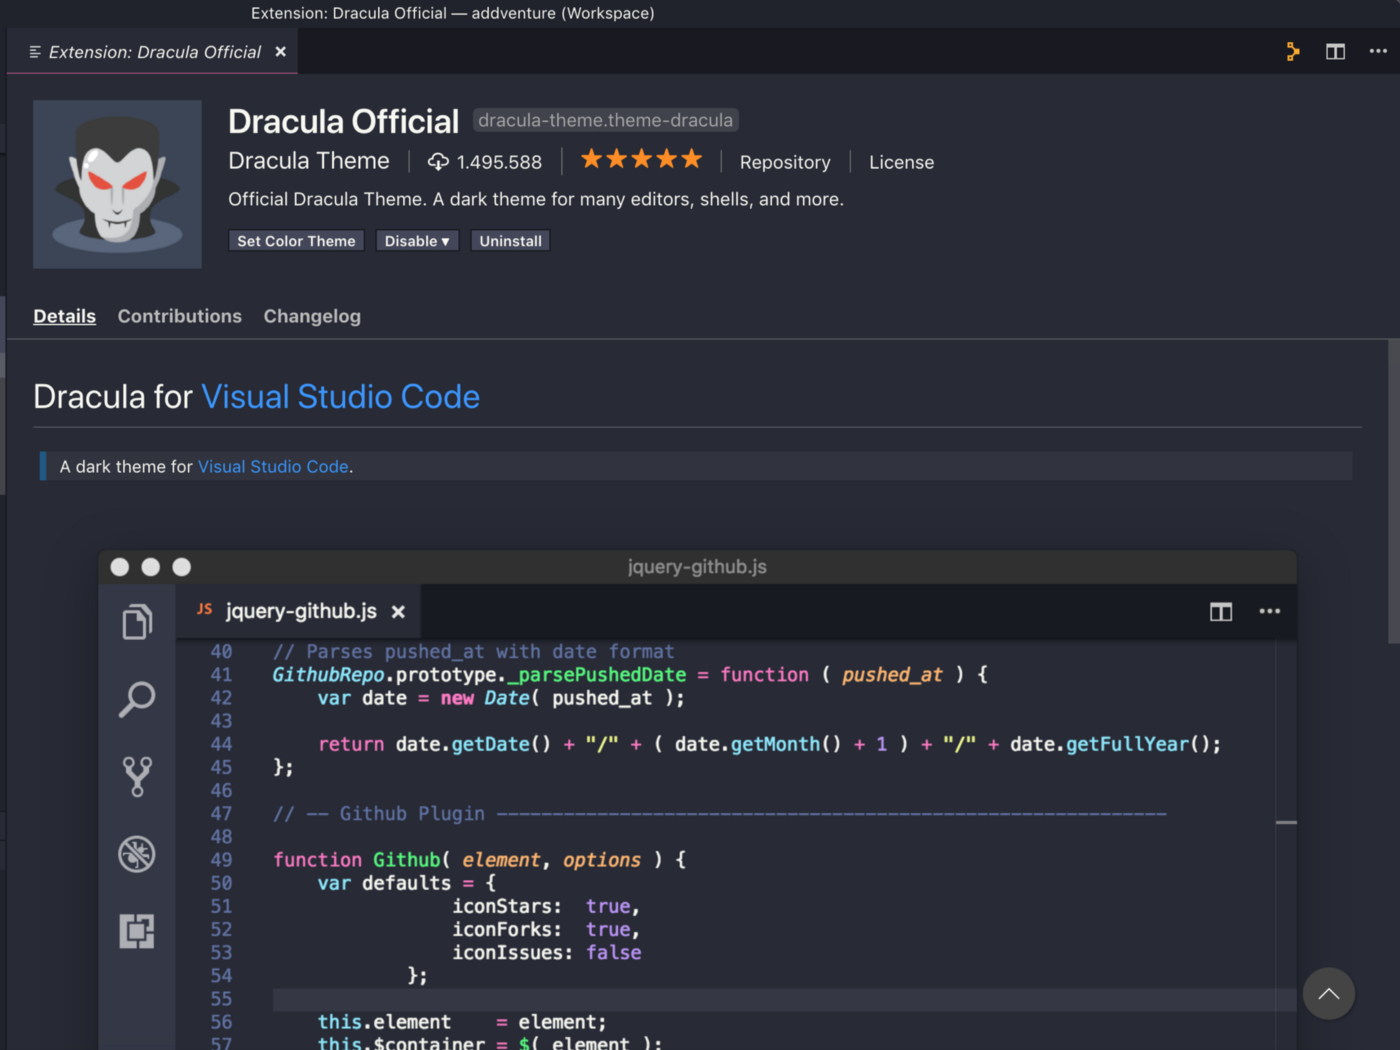 Extension: Dracula Official — addventure (Workspace)
Extension: Dracula Official ×
Dracula Official dracula-theme.theme-dracula
Dracula Theme 1.495.588 Repository License
Official Dracula Theme. A dark theme for many editors, shells, and more.
Set Color Theme Disable ▾ Uninstall
Details Contributions Changelog
Dracula for Visual Studio Code
A dark theme for Visual Studio Code.
jquery-github.js
JS jquery-github.js ×
40 // Parses pushed_at with date format
41 GithubRepo.prototype._parsePushedDate = function ( pushed_at ) {
42 var date = new Date( pushed_at );
43
44 return date.getDate() + "/" + ( date.getMonth() + 1 ) + "/" + date.getFullYear();
45 };
46
47 // -- Github Plugin ------------------------------------------------------------
48
49 function Github( element, options ) {
50 var defaults = {
51 iconStars: true,
52 iconForks: true,
53 iconIssues: false
54 };
55
56 this.element = element;
57 this.$container = $( element );